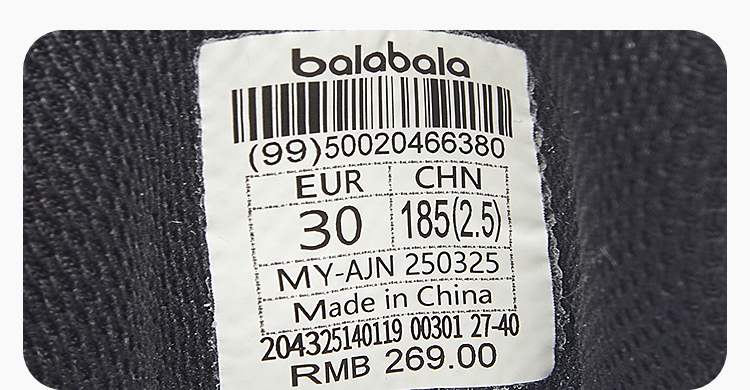 balabala
(99)50020466380
EUR CHN
30 185(2.5)
MY-AJN 250325
Made in China
204325140119 00301 27-40
RMB 269.00